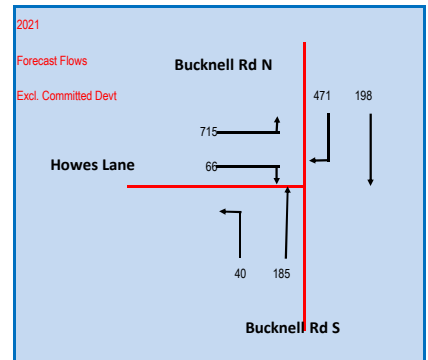 2021
Forecast Flows
Bucknell Rd N
Excl. Committed Devt
471 198
715
Howes Lane
66
40 185
Bucknell Rd S